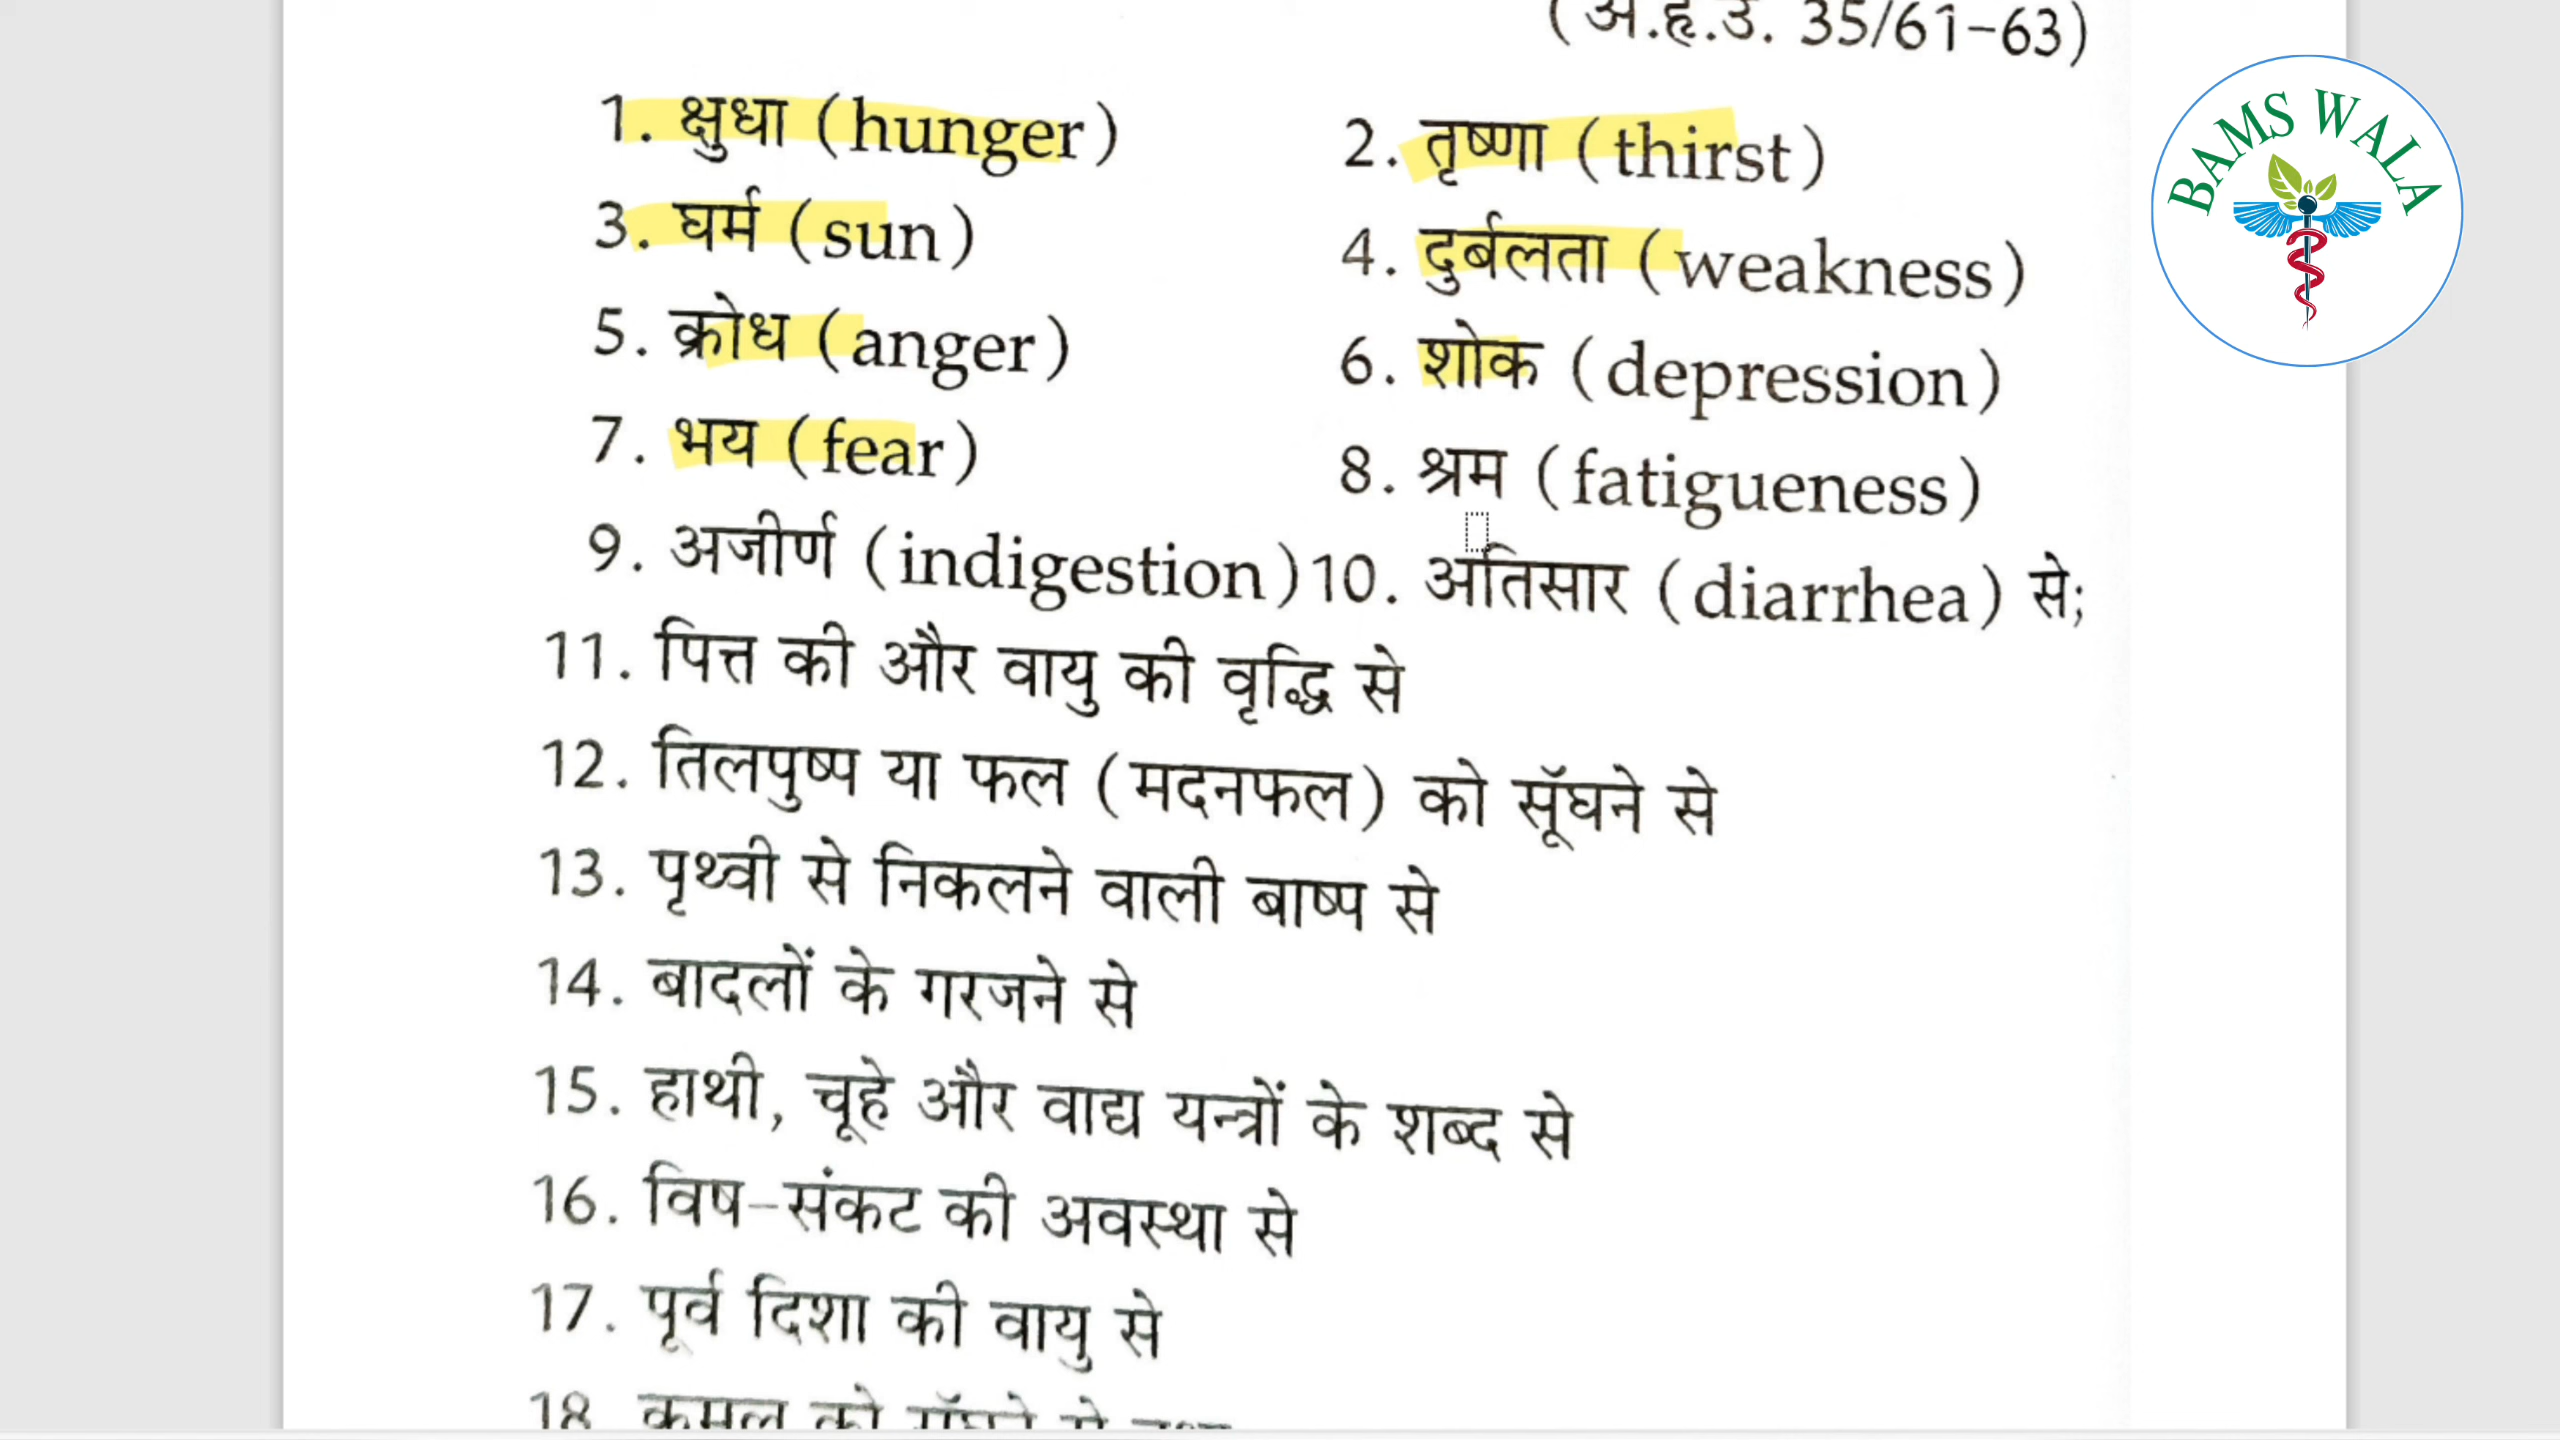 (अ.हृ.उ. 35/61-63)
1. क्षुधा (hunger) 2. तृष्णा (thirst)
3. घर्म (sun) 4. दुर्बलता (weakness)
5. क्रोध (anger) 6. शोक (depression)
7. भय (fear) 8. श्रम (fatigueness)
9. अजीर्ण (indigestion) 10. अतिसार (diarrhea) से;
11. पित्त की और वायु की वृद्धि से
12. तिलपुष्प या फल (मदनफल) को सूँघने से
13. पृथ्वी से निकलने वाली बाष्प से
14. बादलों के गरजने से
15. हाथी, चूहे और वाद्य यन्त्रों के शब्द से
16. विष-संकट की अवस्था से
17. पूर्व दिशा की वायु से
18. कमल को
BAMS WALA